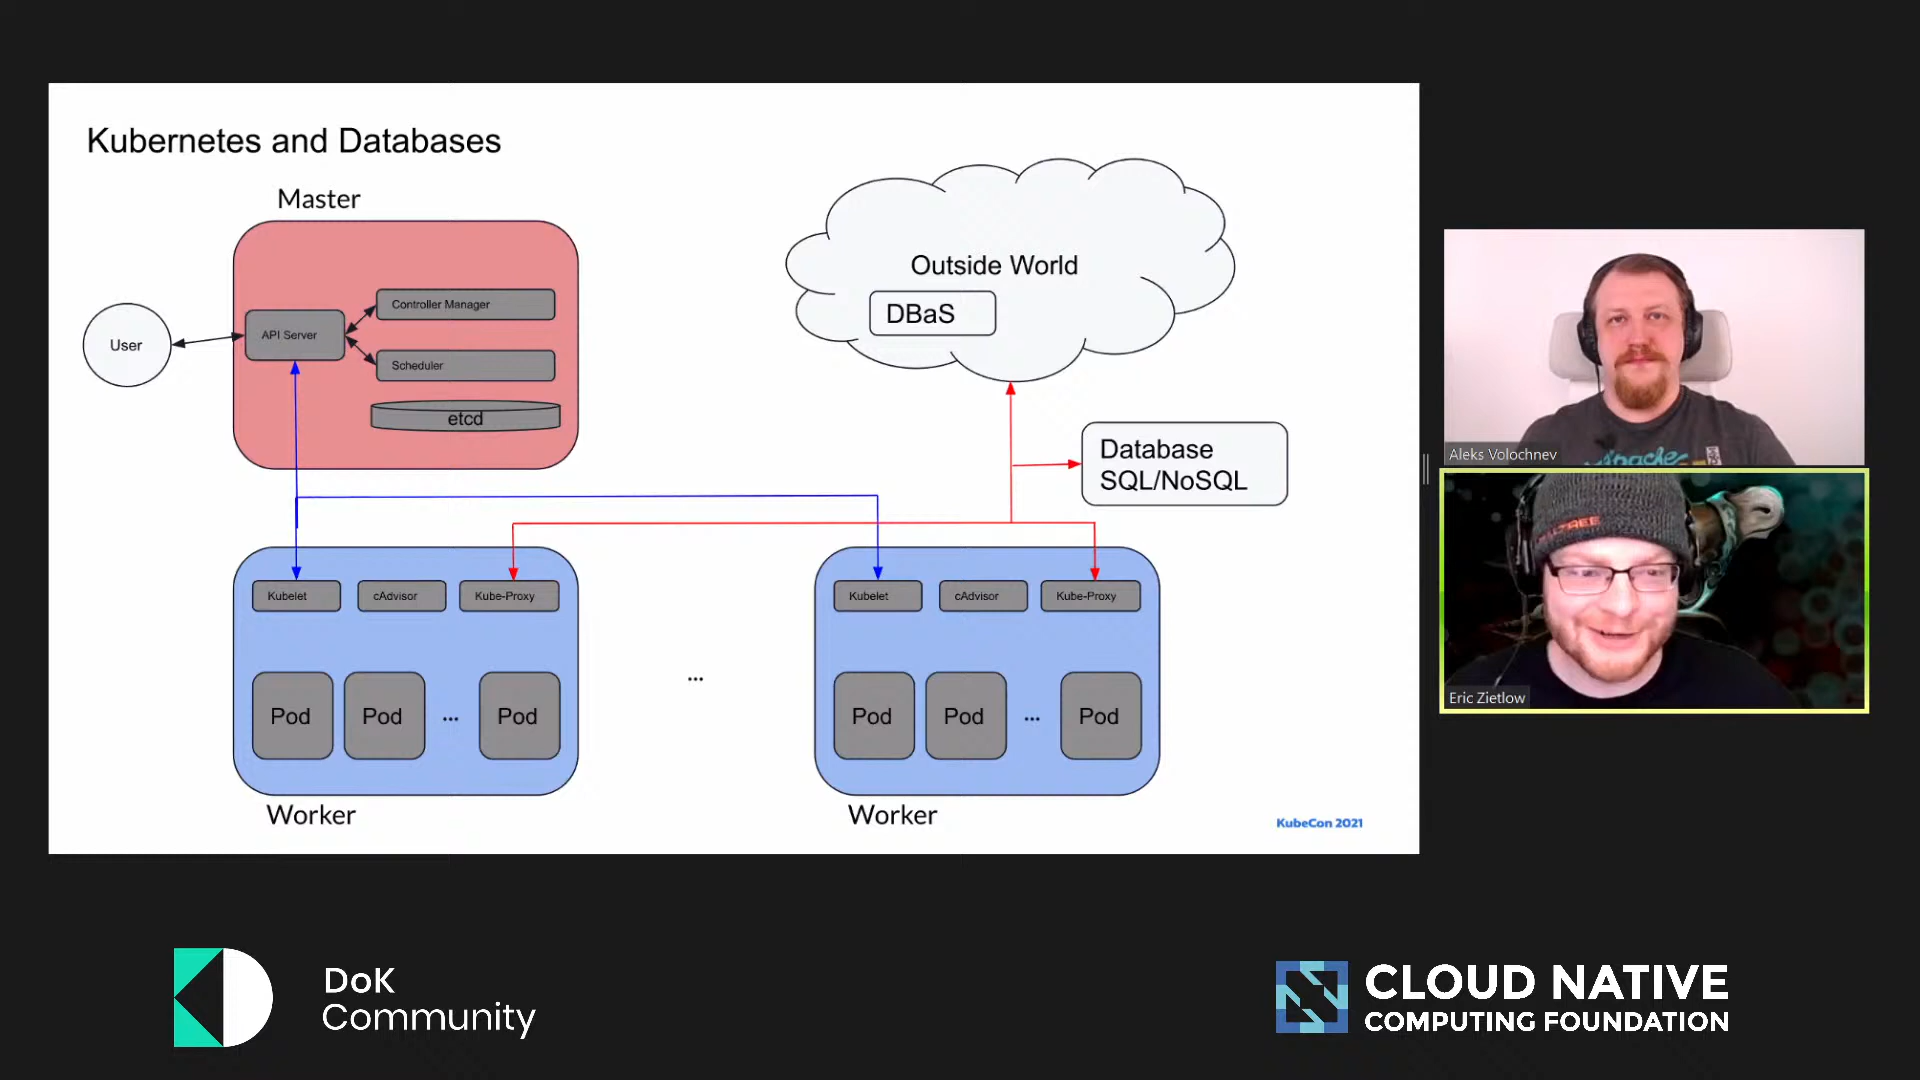 Kubernetes and Databases
Master
Outside World
DBaS
User
API Server
Controller Manager
Scheduler
etcd
Database
SQL/NoSQL
Kubelet
cAdvisor
Kube-Proxy
Pod
Pod
...
Pod
Worker
...
Kubelet
cAdvisor
Kube-Proxy
Pod
Pod
...
Pod
Worker
KubeCon 2021
Aleks Volochnev
Eric Zietlow
DoK
Community
CLOUD NATIVE
COMPUTING FOUNDATION